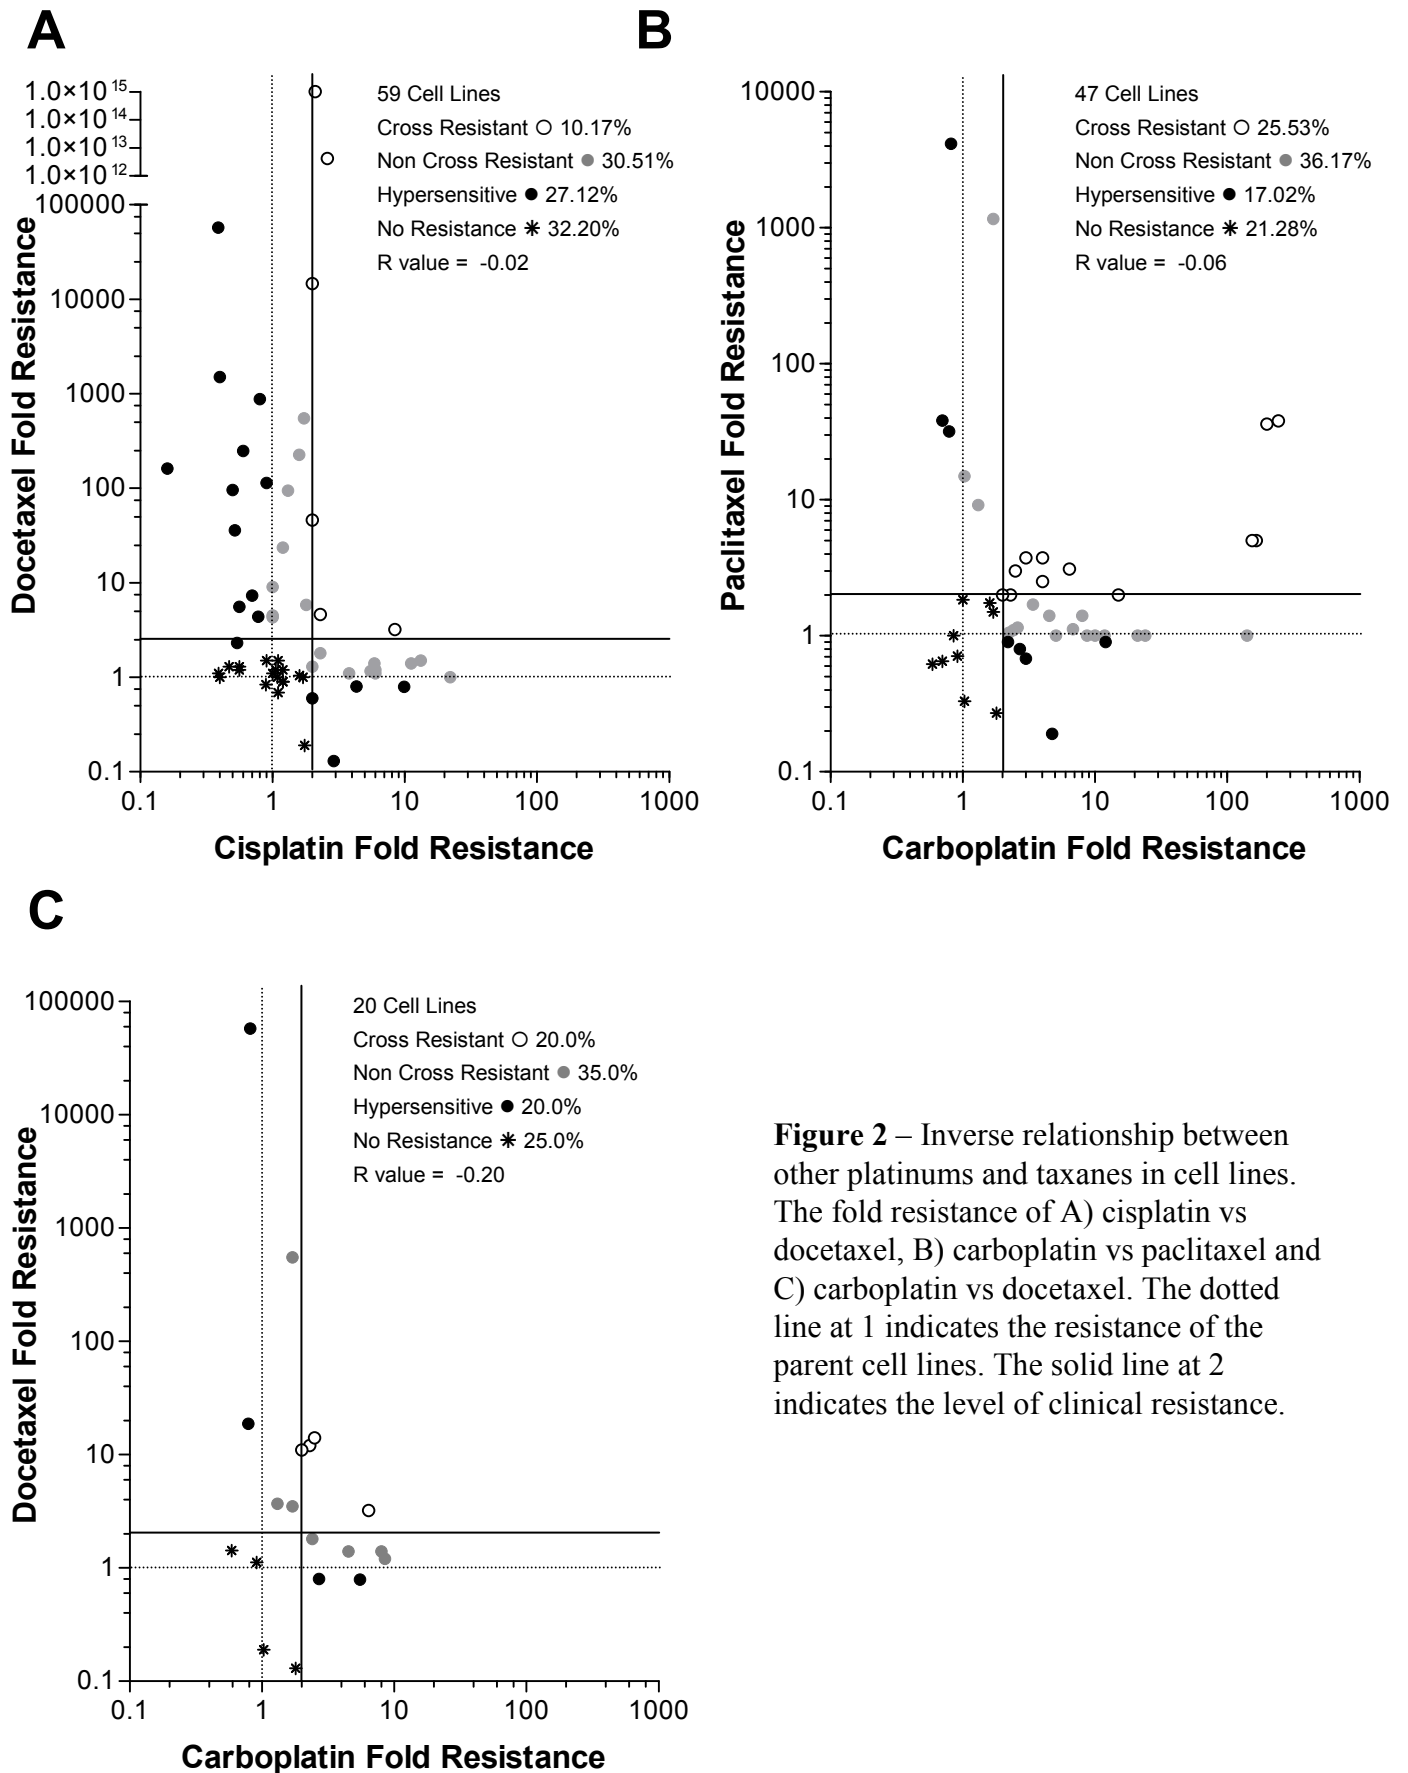 A
B
1.0×10 15
1.0×10 14
1.0×10 13
1.0×10 12
100000
10000
1000
100
10
1
0.1
Docetaxel Fold Resistance
59 Cell Lines
Cross Resistant 10.17%
Non Cross Resistant 30.51%
Hypersensitive 27.12%
No Resistance 32.20%
R value = -0.02
0.1 1 10 100 1000
Cisplatin Fold Resistance
10000
1000
100
10
1
0.1
Paclitaxel Fold Resistance
47 Cell Lines
Cross Resistant 25.53%
Non Cross Resistant 36.17%
Hypersensitive 17.02%
No Resistance 21.28%
R value = -0.06
0.1 1 10 100 1000
Carboplatin Fold Resistance
C
100000
10000
1000
100
10
1
0.1
Docetaxel Fold Resistance
20 Cell Lines
Cross Resistant 20.0%
Non Cross Resistant 35.0%
Hypersensitive 20.0%
No Resistance 25.0%
R value = -0.20
0.1 1 10 100 1000
Carboplatin Fold Resistance
Figure 2 – Inverse relationship between
other platinums and taxanes in cell lines.
The fold resistance of A) cisplatin vs
docetaxel, B) carboplatin vs paclitaxel and
C) carboplatin vs docetaxel. The dotted
line at 1 indicates the resistance of the
parent cell lines. The solid line at 2
indicates the level of clinical resistance.